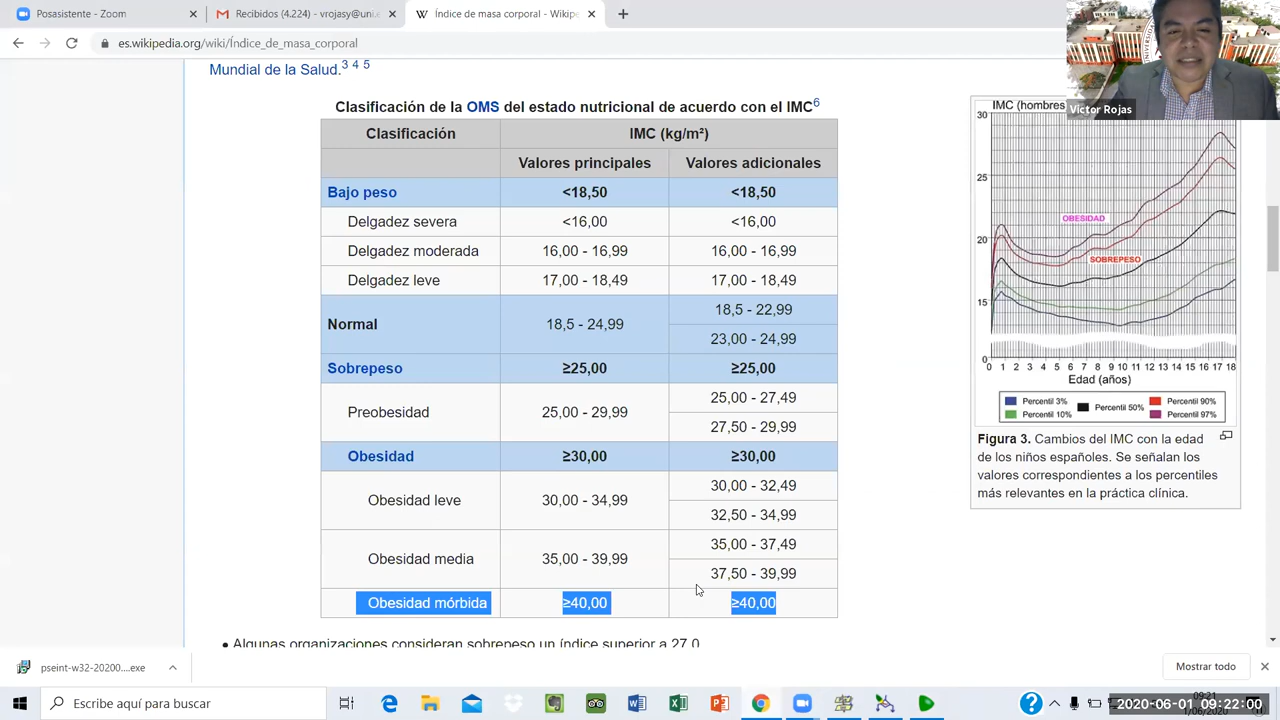 Posasistente - Zoom
Recibidos (4.224) - vrojasy@un
Índice de masa corporal - Wikipe
es.wikipedia.org/wiki/Índice_de_masa_corporal
Mundial de la Salud.3 4 5
Clasificación de la OMS del estado nutricional de acuerdo con el IMC6
Clasificación IMC (kg/m²)
Valores principales Valores adicionales
Bajo peso <18,50 <18,50
Delgadez severa <16,00 <16,00
Delgadez moderada 16,00 - 16,99 16,00 - 16,99
Delgadez leve 17,00 - 18,49 17,00 - 18,49
Normal 18,5 - 24,99 18,5 - 22,99
23,00 - 24,99
Sobrepeso ≥25,00 ≥25,00
Preobesidad 25,00 - 29,99 25,00 - 27,49
27,50 - 29,99
Obesidad ≥30,00 ≥30,00
Obesidad leve 30,00 - 34,99 30,00 - 32,49
32,50 - 34,99
Obesidad media 35,00 - 39,99 35,00 - 37,49
37,50 - 39,99
Obesidad mórbida ≥40,00 ≥40,00
Algunas organizaciones consideran sobrepeso un índice superior a 27,0
Victor Rojas
IMC (hombres
30
25
20
15
0
OBESIDAD
SOBREPESO
0 1 2 3 4 5 6 7 8 9 10 11 12 13 14 15 16 17 18
Edad (años)
Percentil 3% Percentil 50% Percentil 90%
Percentil 10% Percentil 97%
Figura 3. Cambios del IMC con la edad
de los niños españoles. Se señalan los
valores correspondientes a los percentiles
más relevantes en la práctica clínica.
pseint-w32-20200....exe
Mostrar todo
Escribe aquí para buscar
09:21
1/06/2020
2020-06-01 09:22:00